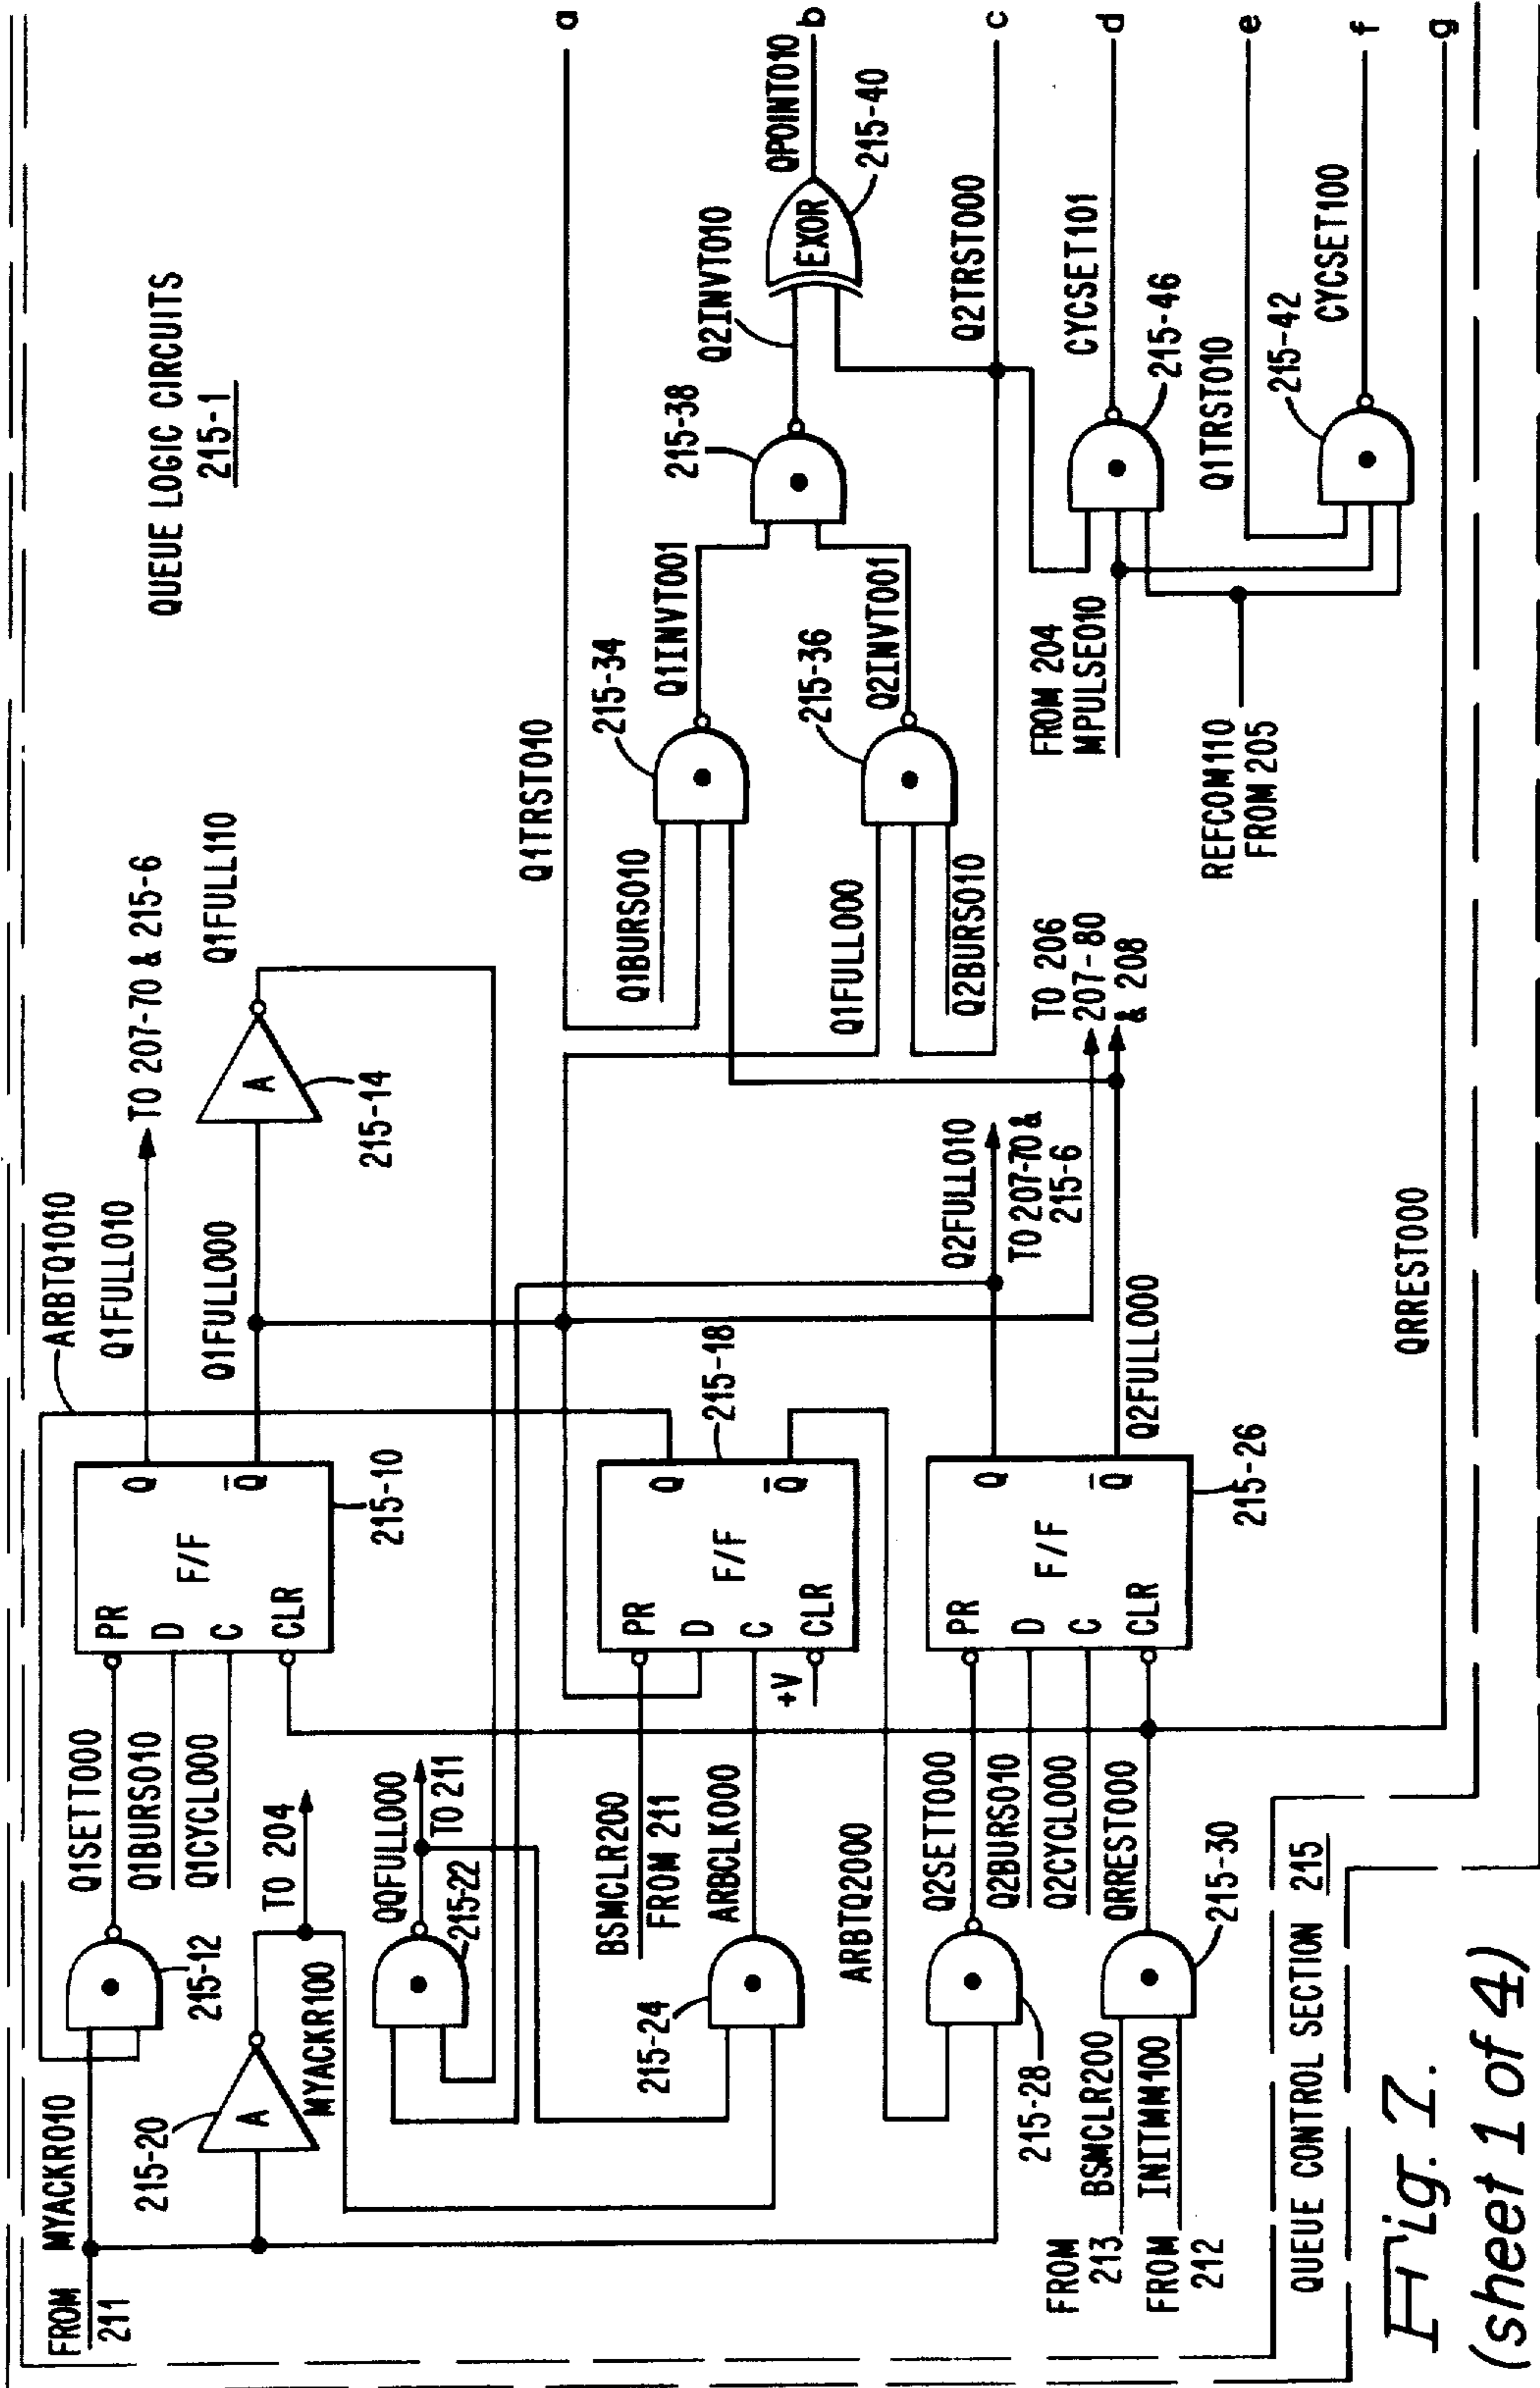 QUEUE LOGIC CIRCUITS
215-1
a
QPOINT010
b
EXOR
215-40
Q2INVT010
215-38
Q1INVT001
215-34
Q1TRST010
Q1BURS010
Q2INVT001
215-36
Q1FULL000
Q2BURS010
Q2TRST000
c
CYCSET101
d
215-46
FROM 204
MPULSE010
Q1TRST010
e
215-42
CYCSET100
f
REFCOM110
FROM 205
g
QRREST000
Q1FULL110
TO 207-70 & 215-6
A
215-14
ARBTQ1010
Q1FULL010
Q1FULL000
PR
D
C
CLR
F/F
Q
Q
215-10
Q1SETT000
Q1BURS010
Q1CYCL000
215-12
FROM
211
MYACKR010
215-20
A
MYACKR100
TO 204
QQFULL000
TO 211
215-22
BSMCLR200
FROM 211
ARBCLK000
215-24
PR
D
C
CLR
+V
F/F
Q
Q
215-18
ARBTQ2000
Q2SETT000
Q2BURS010
Q2CYCL000
QRREST000
215-28
215-30
PR
D
C
CLR
F/F
Q
Q
215-26
Q2FULL010
TO 207-70 &
215-6
Q2FULL000
TO 206
207-80
& 208
FROM
213
BSMCLR200
FROM
212
INITMM100
QUEUE CONTROL SECTION 215
Fig. 7.
(sheet 1 of 4)